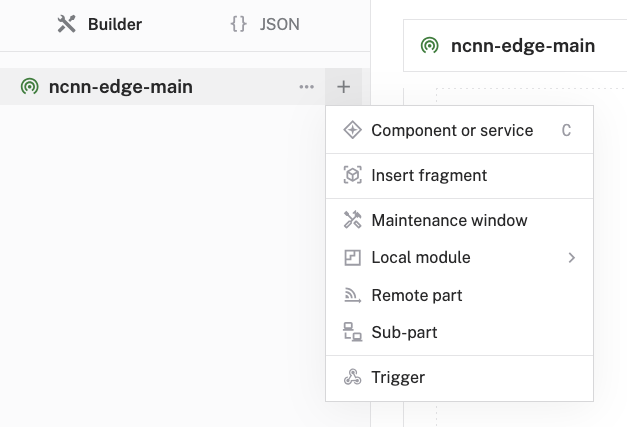 Builder
{} JSON
ncnn-edge-main
ncnn-edge-main
Component or service C
Insert fragment
Maintenance window
Local module
Remote part
Sub-part
Trigger